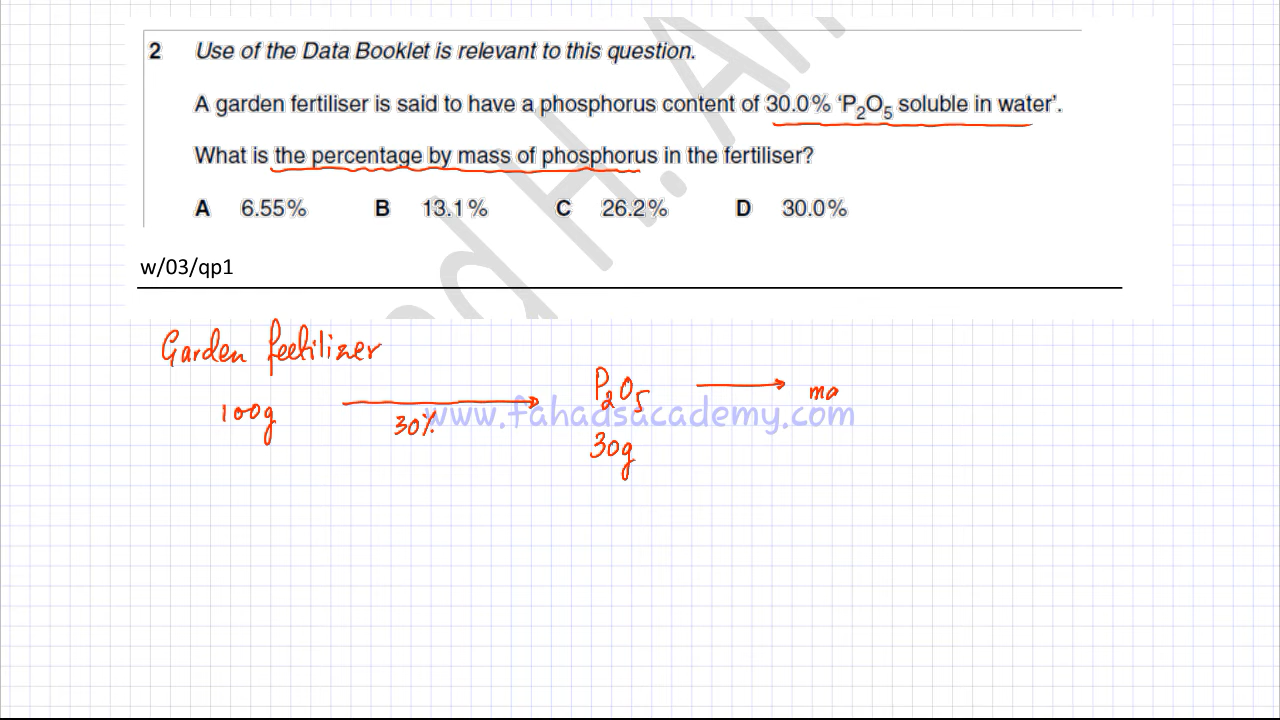 2 Use of the Data Booklet is relevant to this question.
A garden fertiliser is said to have a phosphorus content of 30.0% ‘P₂O₅ soluble in water’.
What is the percentage by mass of phosphorus in the fertiliser?
A 6.55% B 13.1% C 26.2% D 30.0%
w/03/qp1
Garden feetilizer
100g 30% P₂O₅ ma
30g
www.fahadsacademy.com